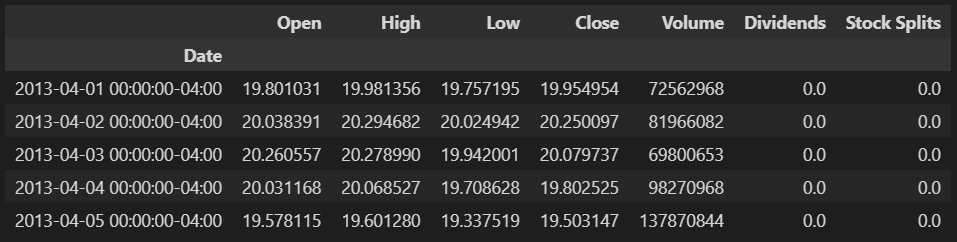 Open High Low Close Volume Dividends Stock Splits
Date
2013-04-01 00:00:00-04:00 19.801031 19.981356 19.757195 19.954954 72562968 0.0 0.0
2013-04-02 00:00:00-04:00 20.038391 20.294682 20.024942 20.250097 81966082 0.0 0.0
2013-04-03 00:00:00-04:00 20.260557 20.278990 19.942001 20.079737 69800653 0.0 0.0
2013-04-04 00:00:00-04:00 20.031168 20.068527 19.708628 19.802525 98270968 0.0 0.0
2013-04-05 00:00:00-04:00 19.578115 19.601280 19.337519 19.503147 137870844 0.0 0.0